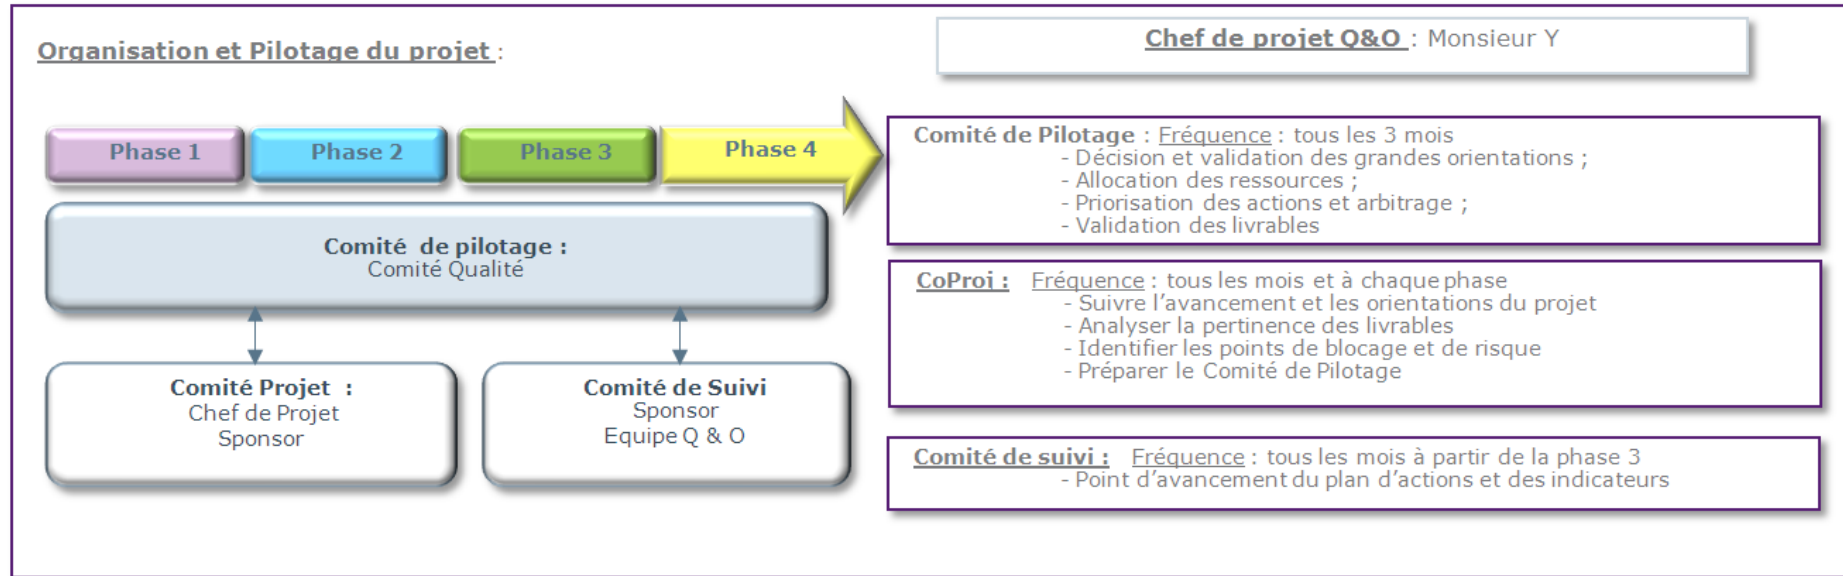 Organisation et Pilotage du projet :
Chef de projet Q&O : Monsieur Y
Phase 1
Phase 2
Phase 3
Phase 4
Comité de pilotage :
Comité Qualité
Comité Projet :
Chef de Projet
Sponsor
Comité de Suivi
Sponsor
Equipe Q & O
Comité de Pilotage : Fréquence : tous les 3 mois
- Décision et validation des grandes orientations ;
- Allocation des ressources ;
- Priorisation des actions et arbitrage ;
- Validation des livrables
CoProi : Fréquence : tous les mois et à chaque phase
- Suivre l'avancement et les orientations du projet
- Analyser la pertinence des livrables
- Identifier les points de blocage et de risque
- Préparer le Comité de Pilotage
Comité de suivi : Fréquence : tous les mois à partir de la phase 3
- Point d'avancement du plan d'actions et des indicateurs